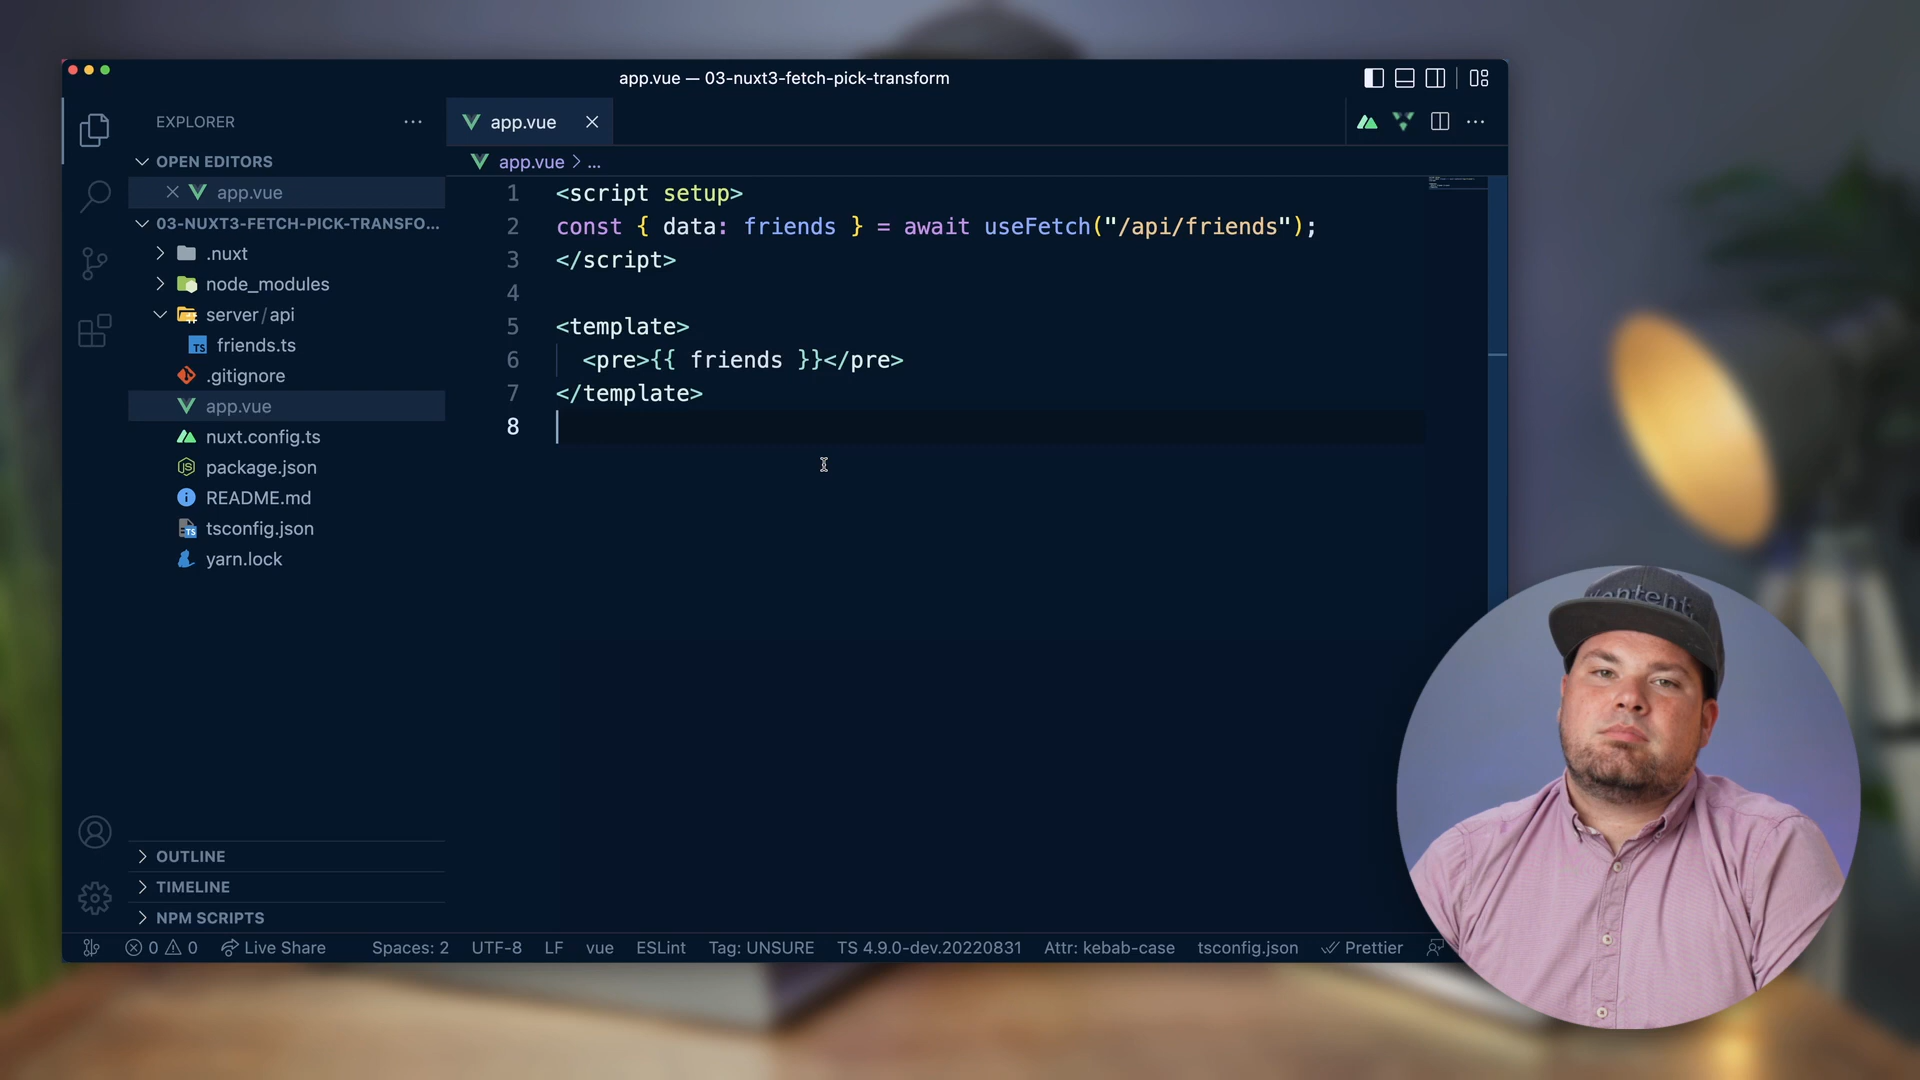 app.vue — 03-nuxt3-fetch-pick-transform
EXPLORER
OPEN EDITORS
app.vue
03-NUXT3-FETCH-PICK-TRANSFO...
.nuxt
node_modules
server/api
TS friends.ts
.gitignore
app.vue
nuxt.config.ts
JS package.json
README.md
TS tsconfig.json
yarn.lock
OUTLINE
TIMELINE
NPM SCRIPTS
app.vue
app.vue > ...
1 <script setup>
2 const { data: friends } = await useFetch("/api/friends");
3 </script>
4
5 <template>
6 <pre>{{ friends }}</pre>
7 </template>
8
0 0 Live Share Spaces: 2 UTF-8 LF vue ESLint Tag: UNSURE TS 4.9.0-dev.20220831 Attr: kebab-case tsconfig.json Prettier
content